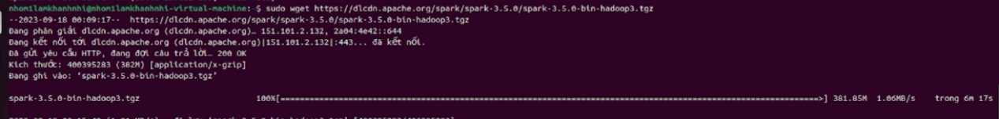 nhom1lamkhanhnhi@nhom1lamkhanhnhi-virtual-machine:~$ sudo wget https://dlcdn.apache.org/spark/spark-3.5.0/spark-3.5.0-bin-hadoop3.tgz
--2023-09-18 00:09:17--  https://dlcdn.apache.org/spark/spark-3.5.0/spark-3.5.0-bin-hadoop3.tgz
Đang phân giải dlcdn.apache.org (dlcdn.apache.org)… 151.101.2.132, 2a04:4e42::644
Đang kết nối tới dlcdn.apache.org (dlcdn.apache.org)|151.101.2.132|:443... đã kết nối.
Đã gửi yêu cầu HTTP, đang đợi câu trả lời… 200 OK
Kích thước: 400395283 (382M) [application/x-gzip]
Đang ghi vào: ‘spark-3.5.0-bin-hadoop3.tgz’
spark-3.5.0-bin-hadoop3.tgz 100%[===================>] 381.85M 1.06MB/s trong 6m 17s